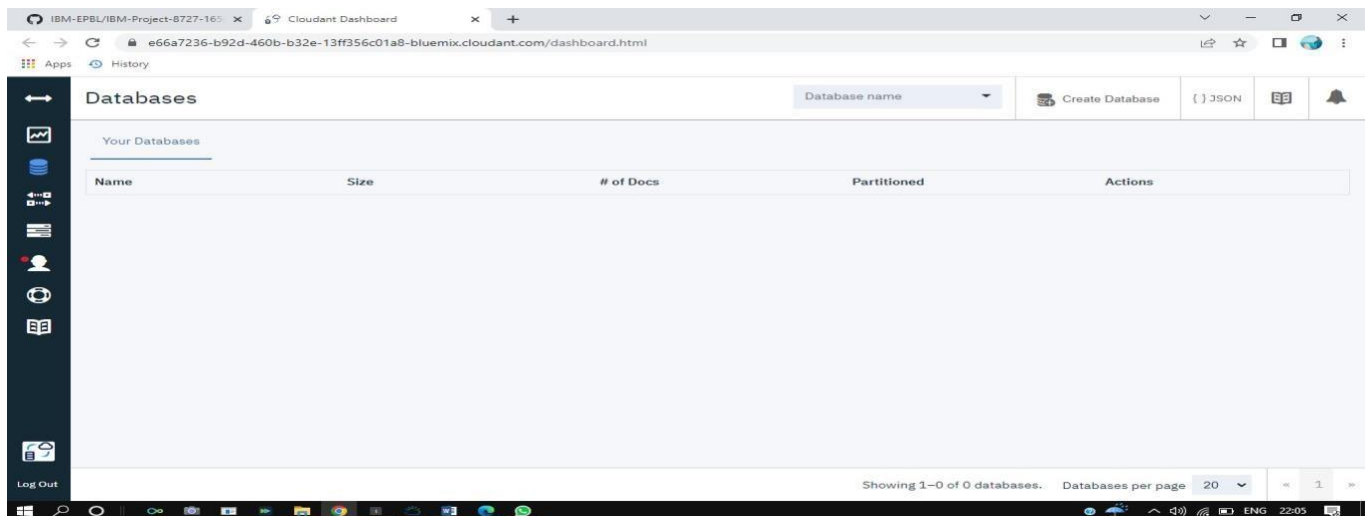 IBM-EPBL/IBM-Project-8727-165
Cloudant Dashboard
e66a7236-b92d-460b-b32e-13ff356c01a8-bluemix.cloudant.com/dashboard.html
Apps History
Databases
Database name
Create Database
{ } JSON
Your Databases
Name Size # of Docs Partitioned Actions
Showing 1–0 of 0 databases. Databases per page 20 « 1 »
Log Out
ENG 22:05